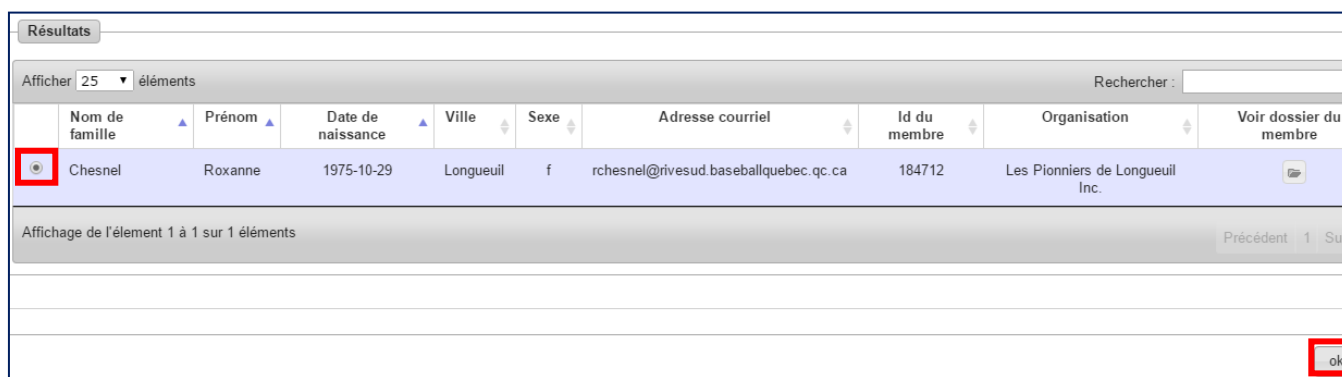 Résultats
Afficher 25 éléments Rechercher :
Nom de famille Prénom Date de naissance Ville Sexe Adresse courriel Id du membre Organisation Voir dossier du membre
Chesnel Roxanne 1975-10-29 Longueuil f rchesnel@rivesud.baseballquebec.qc.ca 184712 Les Pionniers de Longueuil Inc.
Affichage de l'élement 1 à 1 sur 1 éléments Précédent 1 Su
ok